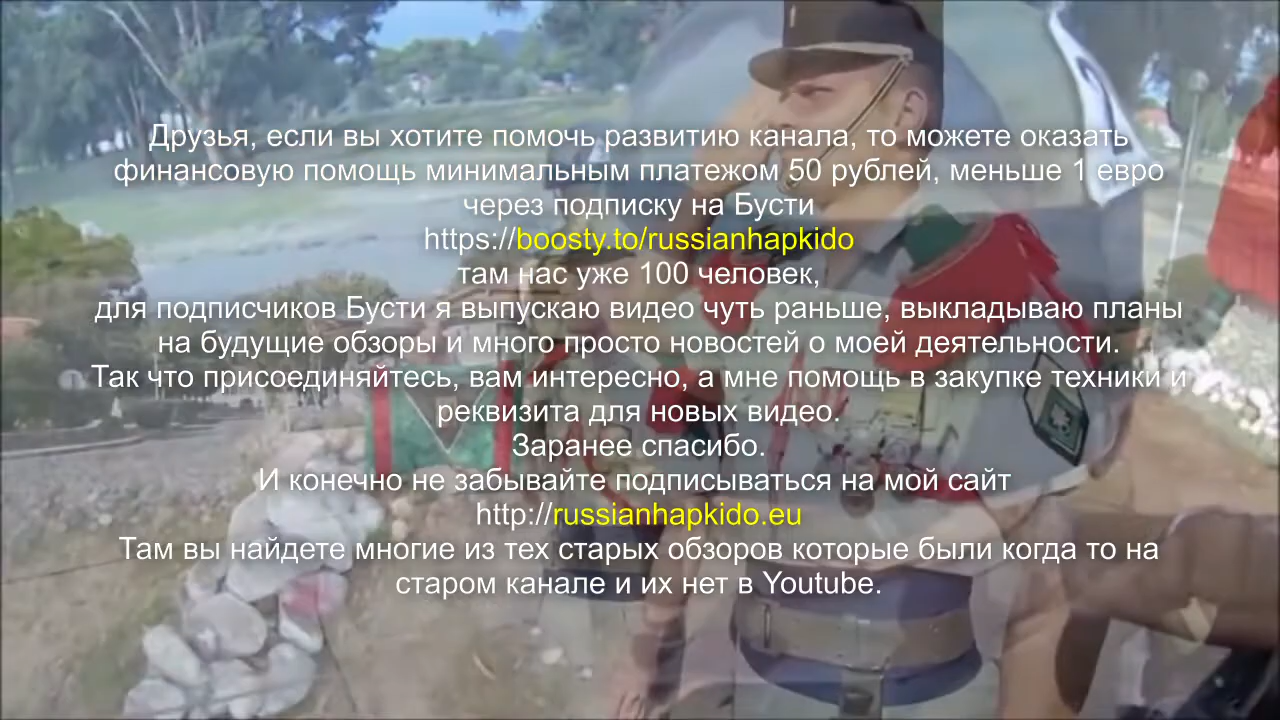 Друзья, если вы хотите помочь развитию канала, то можете оказать
финансовую помощь минимальным платежом 50 рублей, меньше 1 евро
через подписку на Бусти
https://boosty.to/russianhapkido
там нас уже 100 человек,
для подписчиков Бусти я выпускаю видео чуть раньше, выкладываю планы
на будущие обзоры и много просто новостей о моей деятельности.
Так что присоединяйтесь, вам интересно, а мне помощь в закупке техники и
реквизита для новых видео.
Заранее спасибо.
И конечно не забывайте подписываться на мой сайт
http://russianhapkido.eu
Там вы найдете многие из тех старых обзоров которые были когда то на
старом канале и их нет в Youtube.